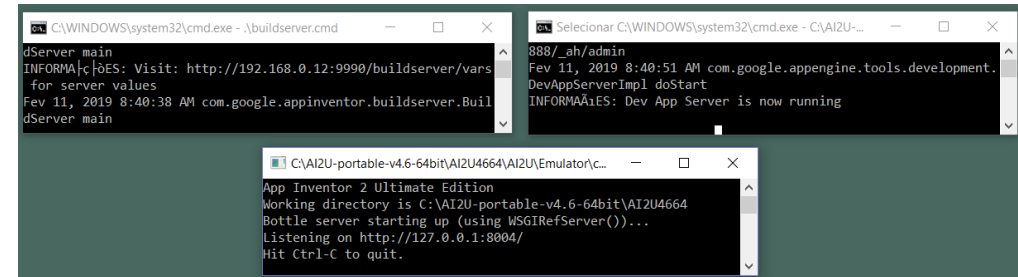 C:\WINDOWS\system32\cmd.exe - .\buildserver.cmd
dServer main
INFORMA├ç├òES: Visit: http://192.168.0.12:9990/buildserver/vars
for server values
Fev 11, 2019 8:40:38 AM com.google.appinventor.buildserver.Buil
dServer main
Selecionar C:\WINDOWS\system32\cmd.exe - C:\AI2U-...
888/_ah/admin
Fev 11, 2019 8:40:51 AM com.google.appengine.tools.development.
DevAppServerImpl doStart
INFORMAÃıES: Dev App Server is now running
C:\AI2U-portable-v4.6-64bit\AI2U4664\AI2U\Emulator\c...
App Inventor 2 Ultimate Edition
Working directory is C:\AI2U-portable-v4.6-64bit\AI2U4664
Bottle server starting up (using WSGIRefServer())...
Listening on http://127.0.0.1:8004/
Hit Ctrl-C to quit.